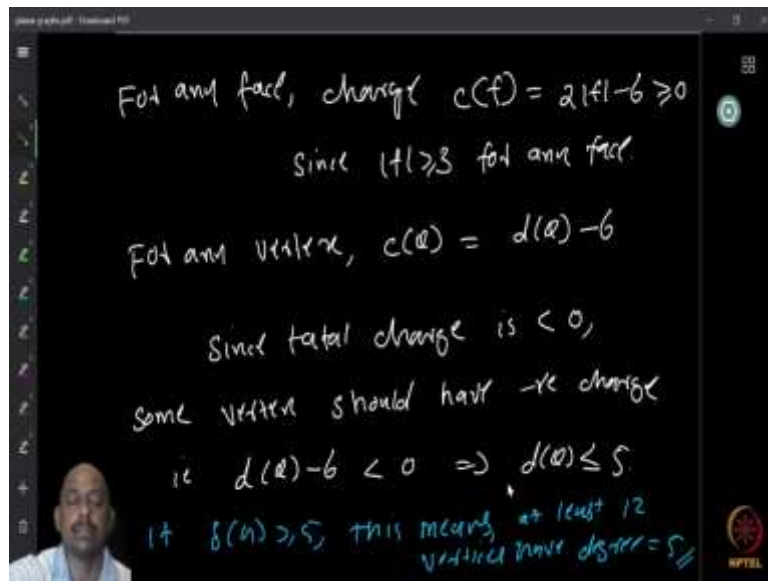 For any face, charge c(f) = 2|f|-6 ≥ 0
Since |f| ≥ 3 for any face.
For any vertex, c(v) = d(v) - 6
Since total charge is < 0,
some vertex should have -ve charge
ie d(v)-6 < 0 => d(v) ≤ 5.
If δ(G) ≥ 5, this means, at least 12
vertices have degree = 5
NPTEL